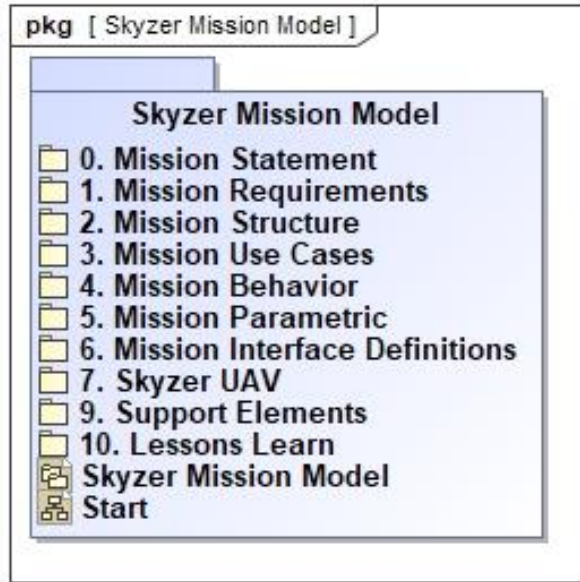 pkg [ Skyzer Mission Model ]
Skyzer Mission Model
0. Mission Statement
1. Mission Requirements
2. Mission Structure
3. Mission Use Cases
4. Mission Behavior
5. Mission Parametric
6. Mission Interface Definitions
7. Skyzer UAV
9. Support Elements
10. Lessons Learn
Skyzer Mission Model
Start